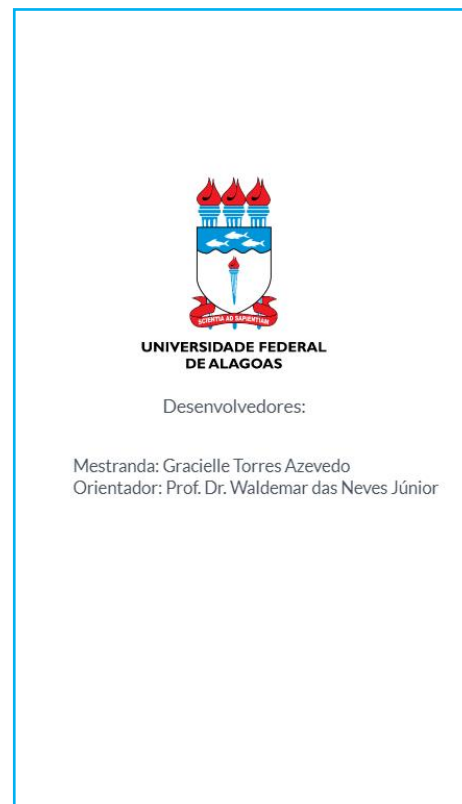 SCIENTIA AD SAPIENTIAM
UNIVERSIDADE FEDERAL
DE ALAGOAS
Desenvolvedores:
Mestranda: Gracielle Torres Azevedo
Orientador: Prof. Dr. Waldemar das Neves Júnior